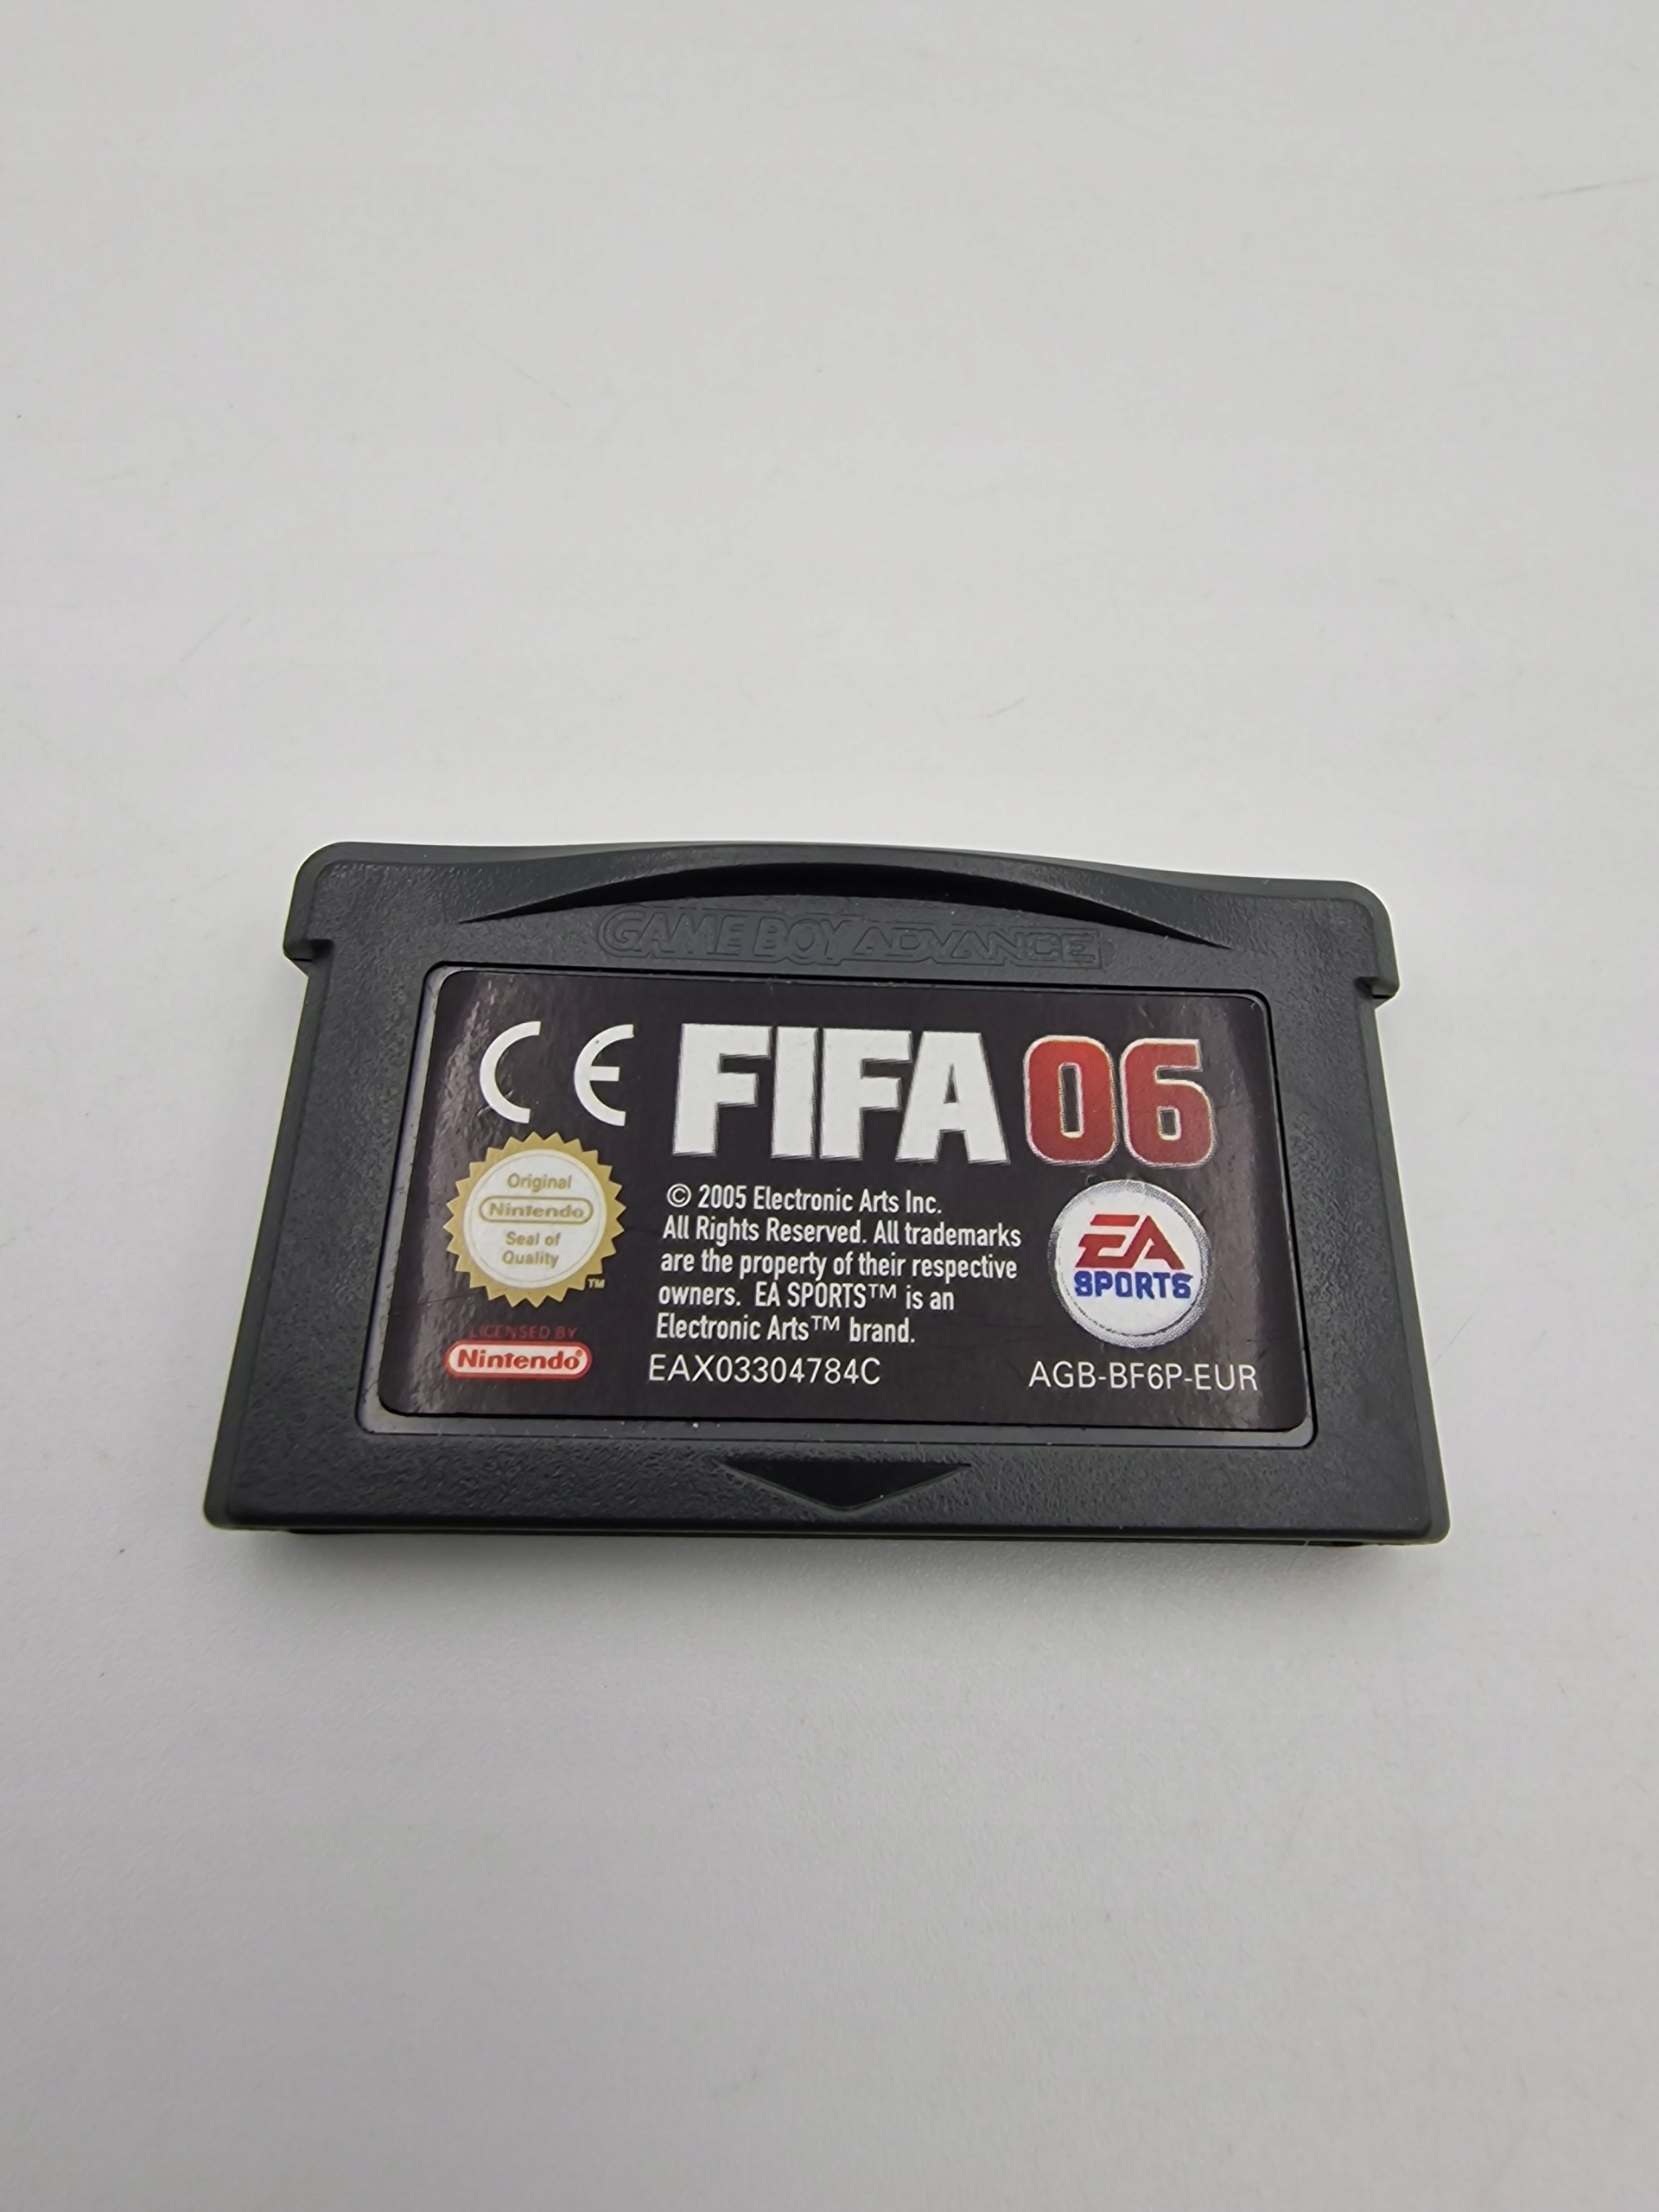 GAME BOY ADVANCE
CE FIFA 06
Original
Nintendo
Seal of
Quality
TM
LICENSED BY
Nintendo®
© 2005 Electronic Arts Inc.
All Rights Reserved. All trademarks
are the property of their respective
owners. EA SPORTS™ is an
Electronic Arts™ brand.
EAX03304784C
EA
SPORTS
AGB-BF6P-EUR